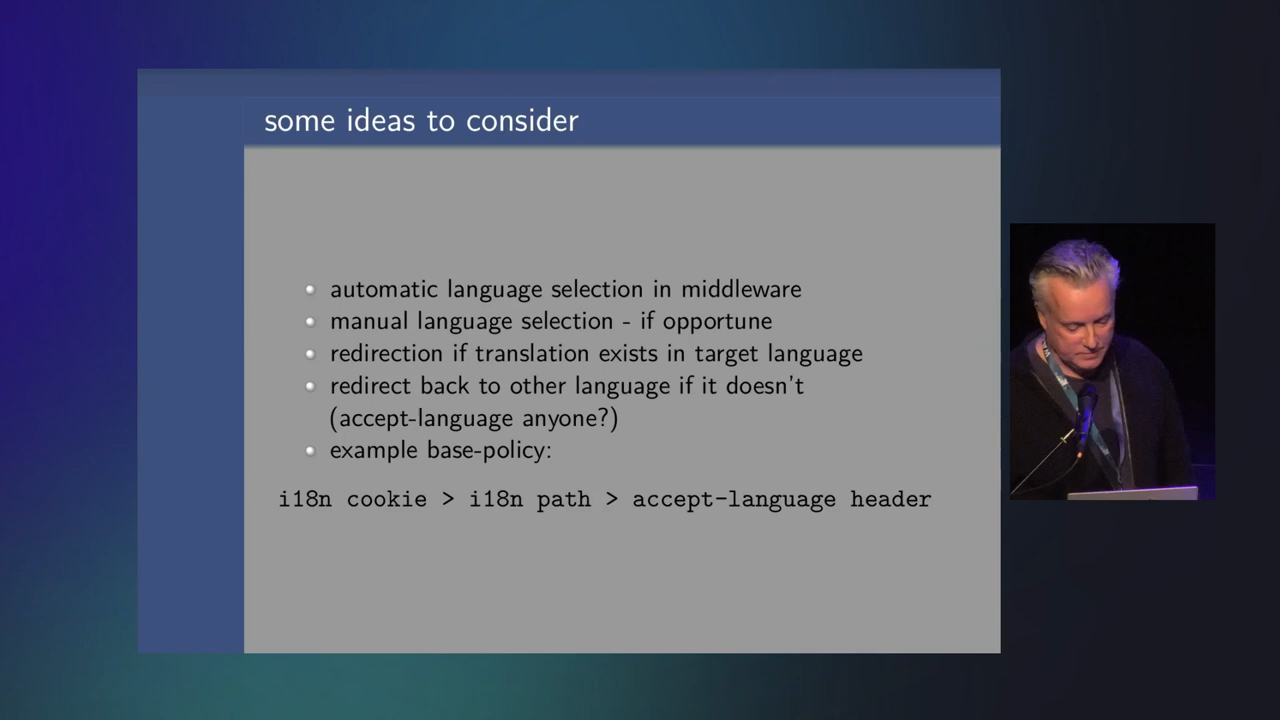 some ideas to consider
automatic language selection in middleware
manual language selection - if opportune
redirection if translation exists in target language
redirect back to other language if it doesn't
(accept-language anyone?)
example base-policy:
i18n cookie > i18n path > accept-language header